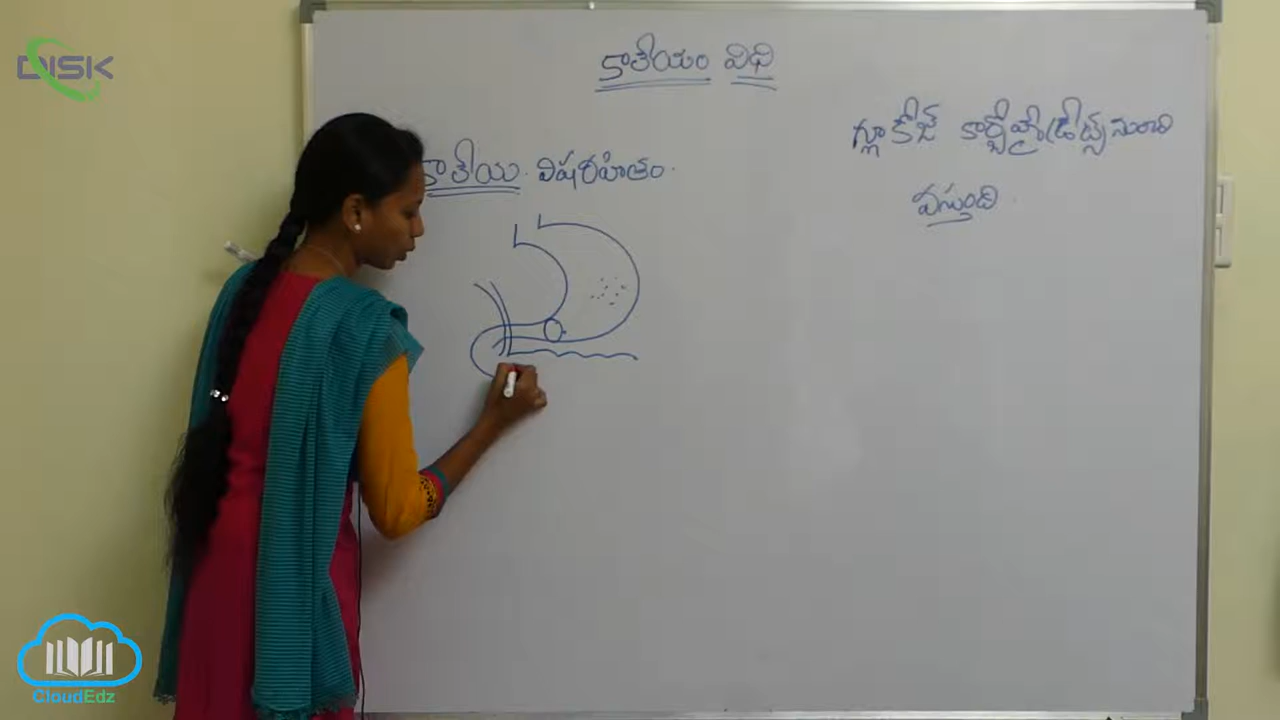 DISK
కాలేయం విధి
కాలేయ విషరహితం.
గ్లూకోజ్ కార్బోహైడ్రేట్స్ నుంచి
వస్తుంది.
CloudEdz